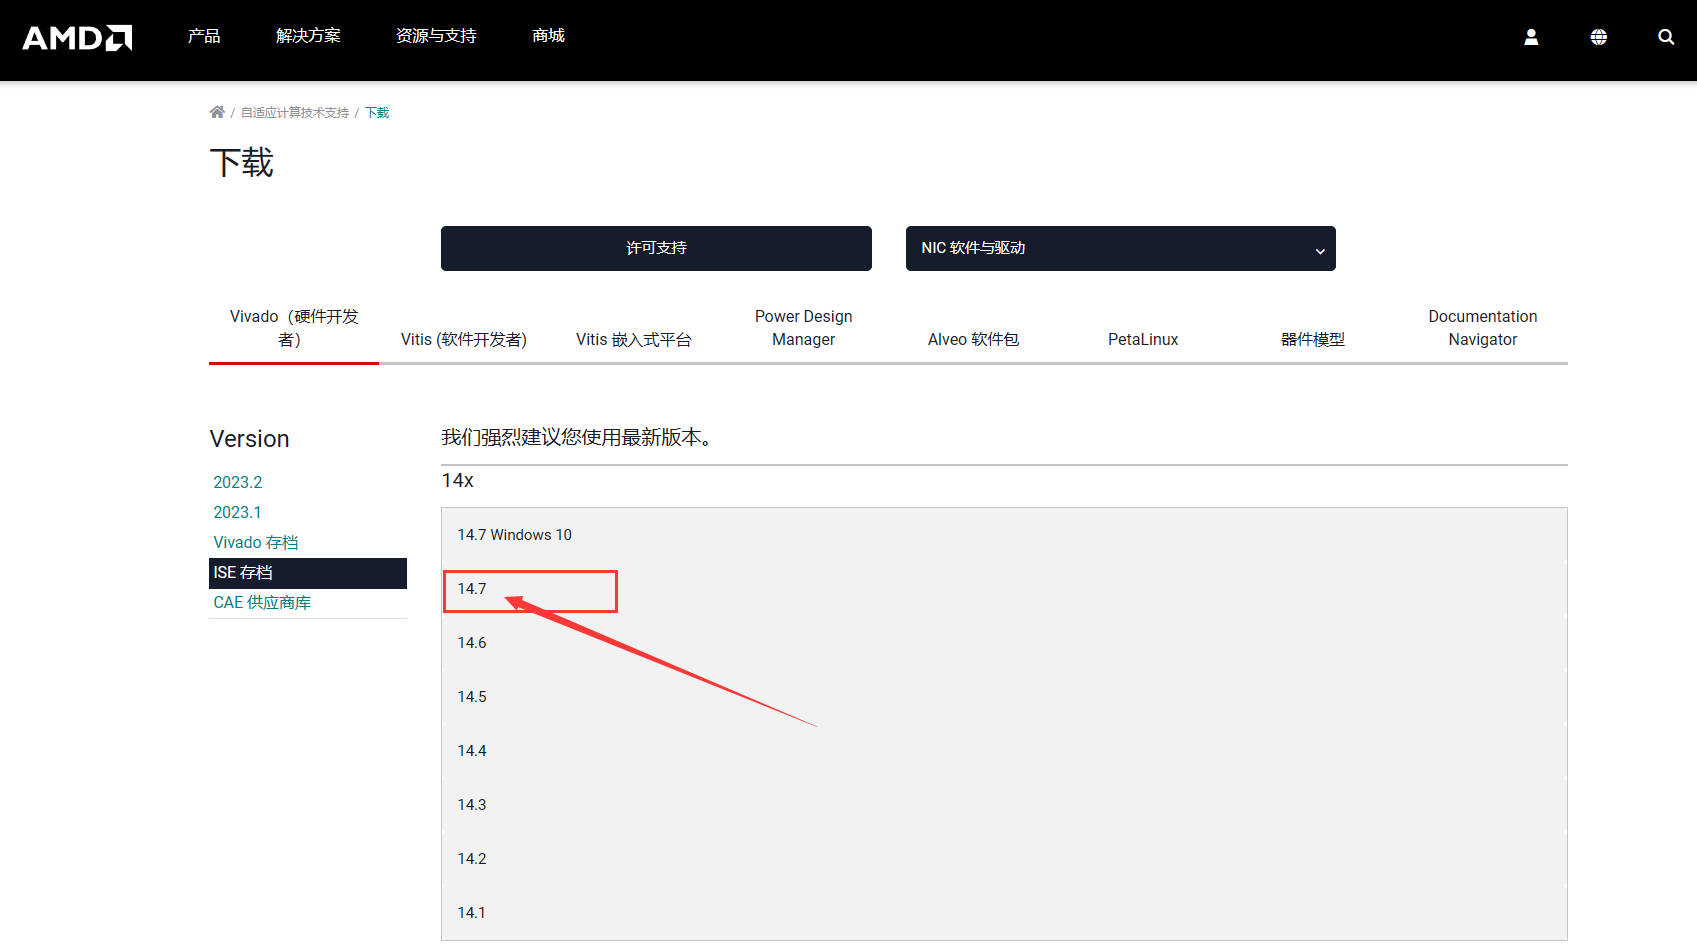 AMD
产品
解决方案
资源与支持
商城
/ 自适应计算技术支持 / 下载
下载
许可支持
NIC 软件与驱动
Vivado（硬件开发
者）
Vitis (软件开发者)
Vitis 嵌入式平台
Power Design
Manager
Alveo 软件包
PetaLinux
器件模型
Documentation
Navigator
Version
2023.2
2023.1
Vivado 存档
ISE 存档
CAE 供应商库
我们强烈建议您使用最新版本。
14x
14.7 Windows 10
14.7
14.6
14.5
14.4
14.3
14.2
14.1